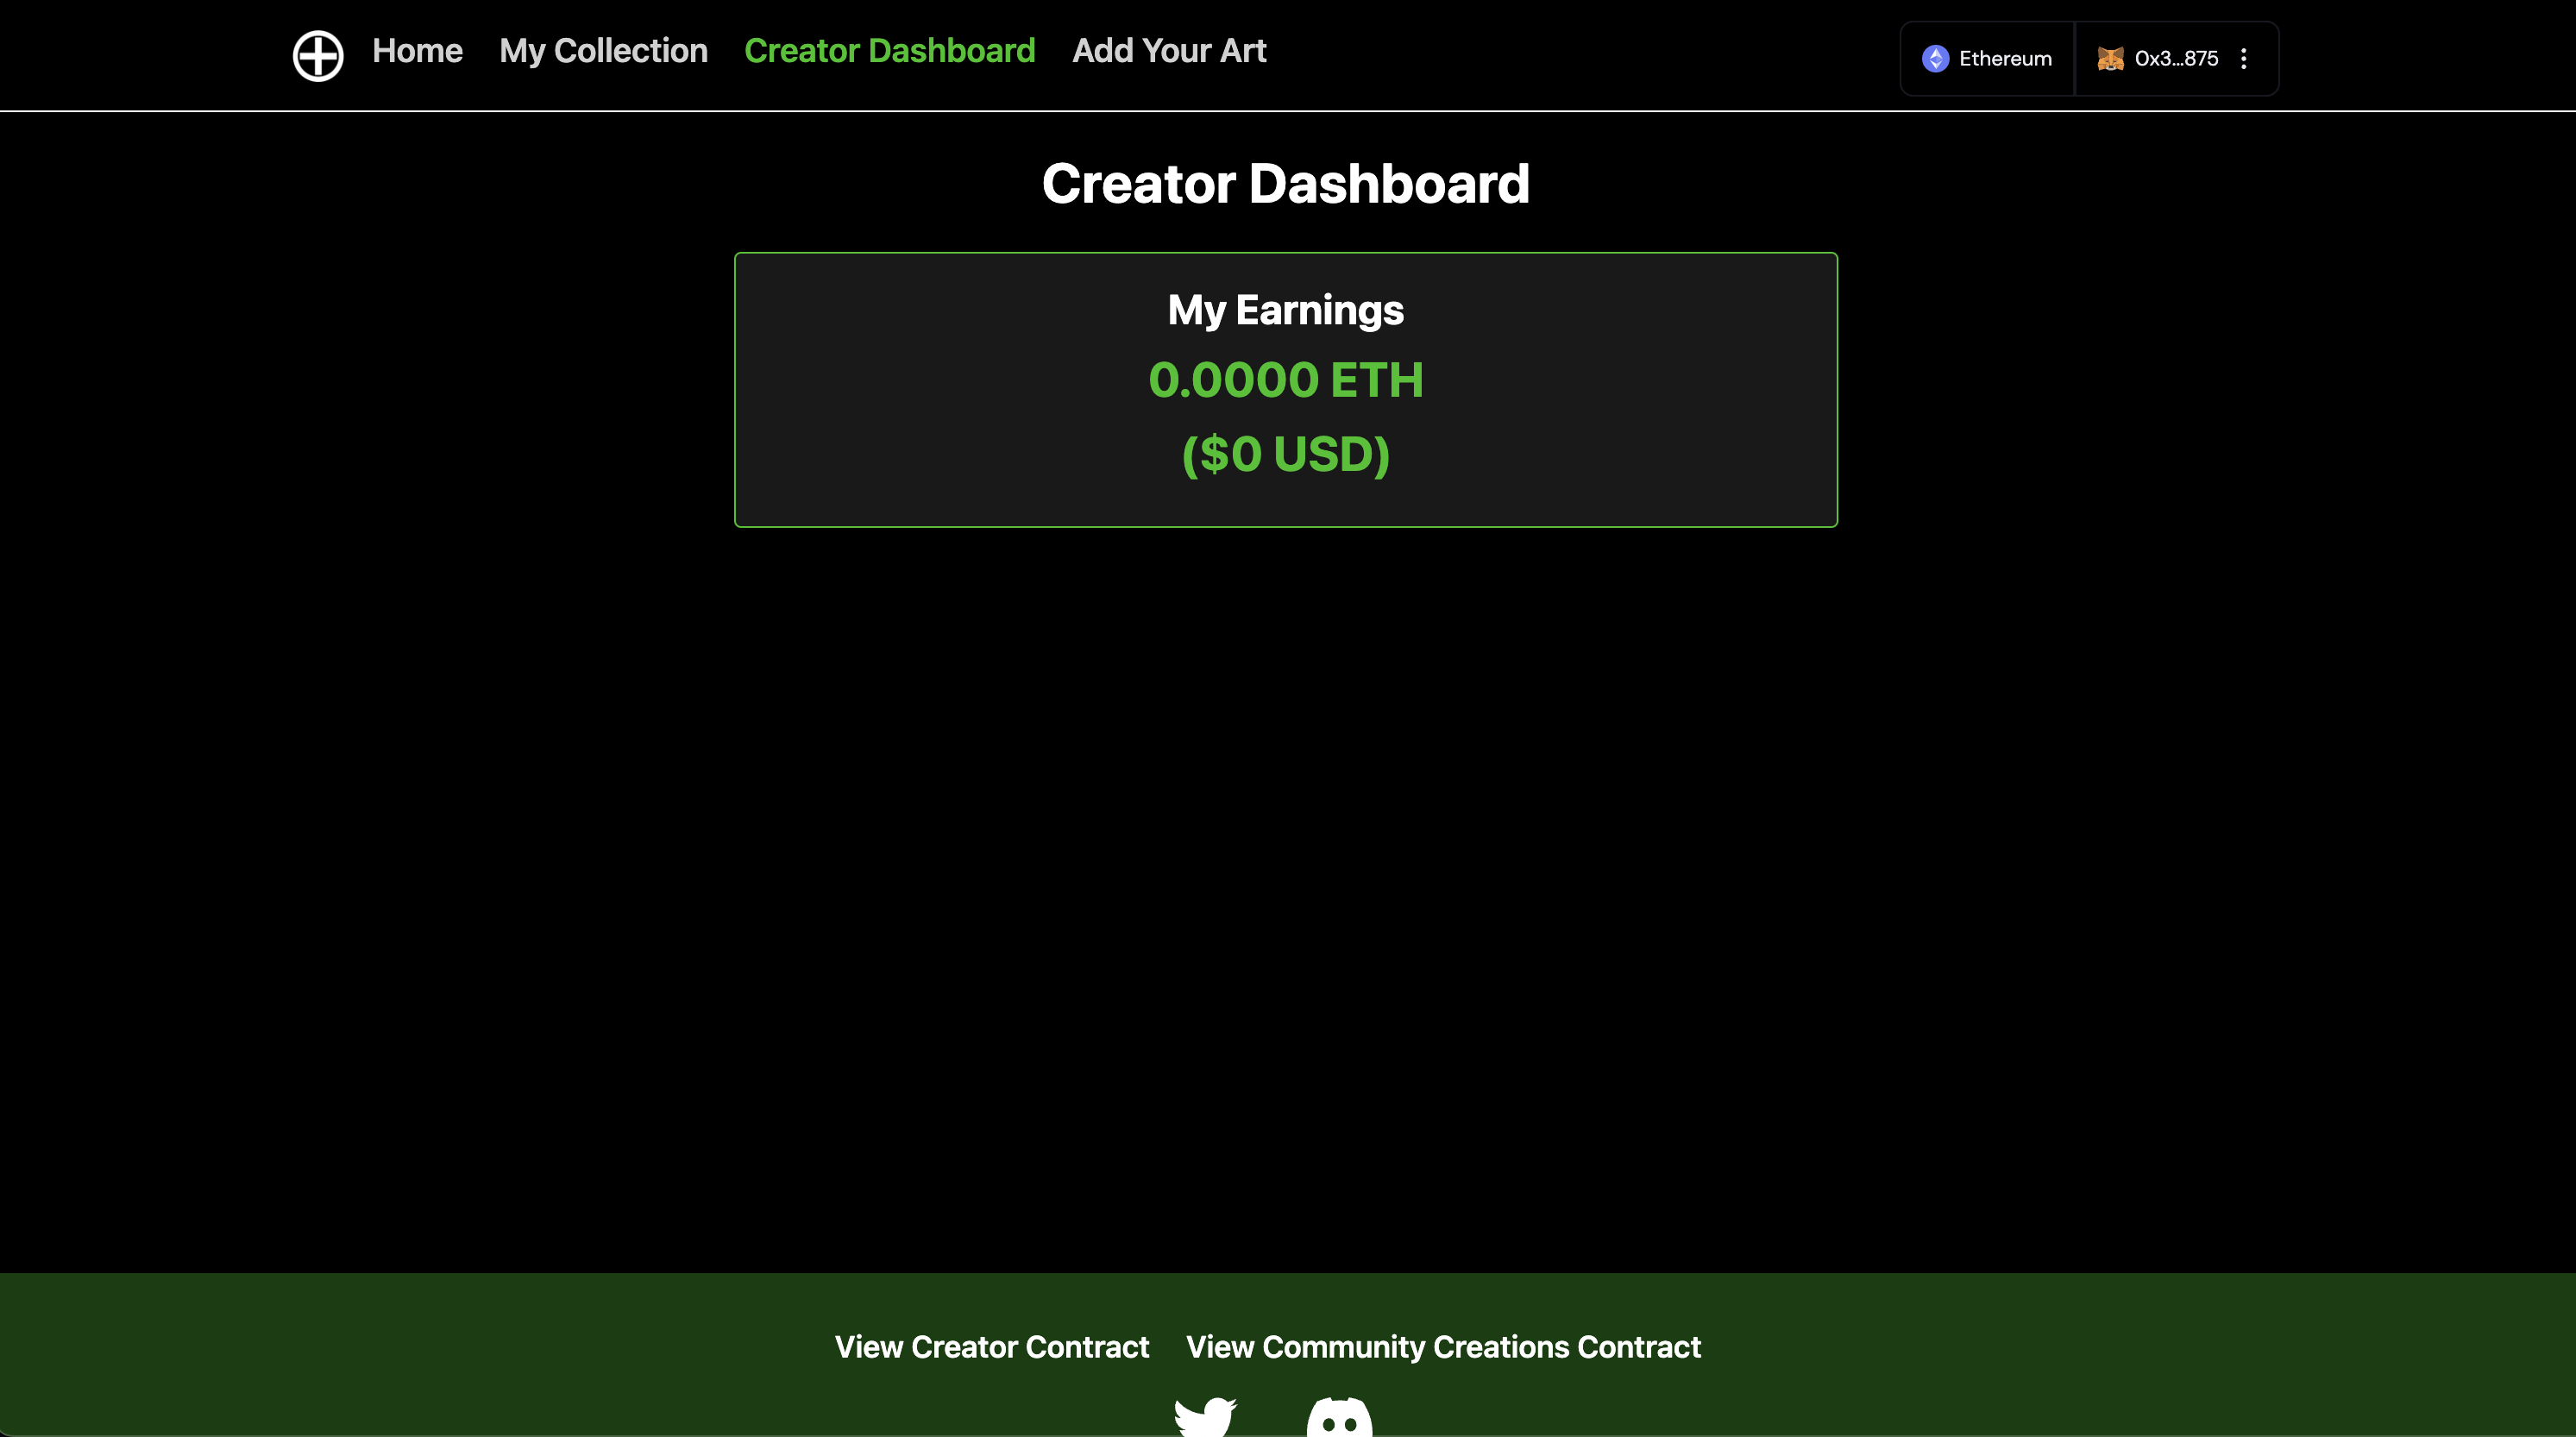 Home My Collection Creator Dashboard Add Your Art Ethereum 0x3...875
Creator Dashboard
My Earnings
0.0000 ETH
($0 USD)
View Creator Contract View Community Creations Contract